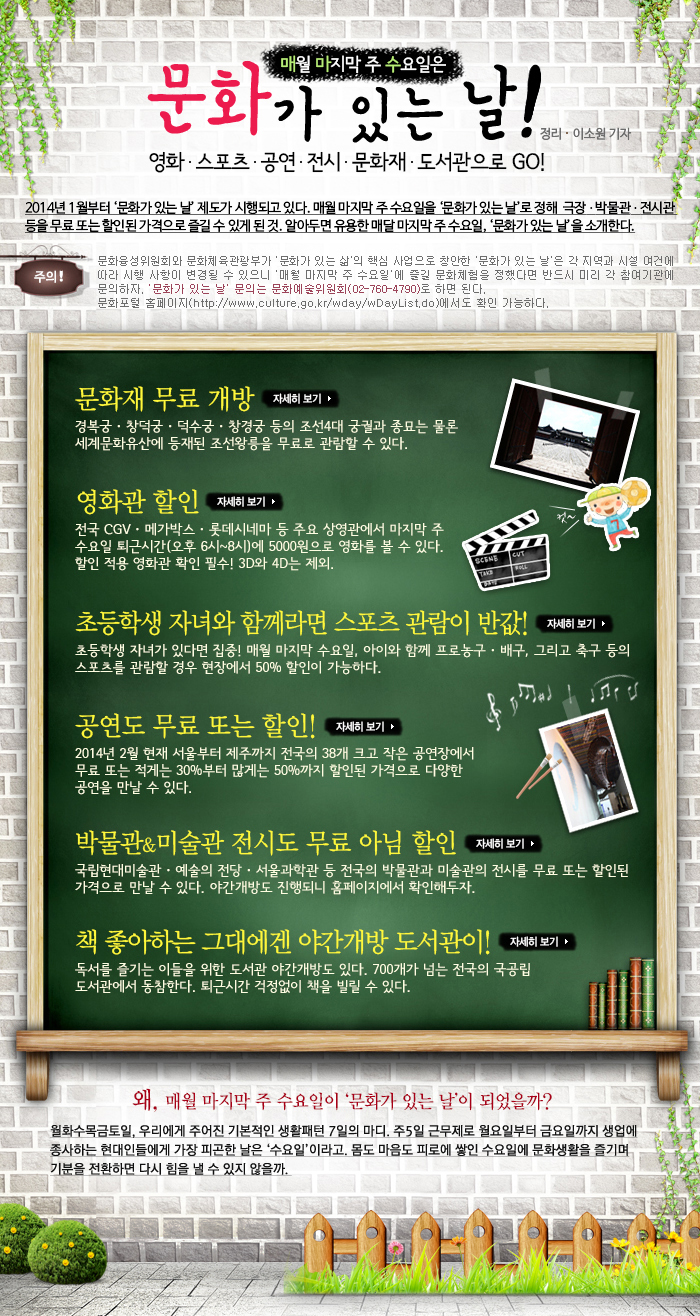 매월 마지막 주 수요일은
문화가 있는 날!
정리 · 이소원 기자
영화 · 스포츠 · 공연 · 전시 · 문화재 · 도서관으로 GO!
2014년 1월부터 ‘문화가 있는 날’ 제도가 시행되고 있다. 매월 마지막 주 수요일을 ‘문화가 있는 날’로 정해 극장 · 박물관 · 전시관
등을 무료 또는 할인된 가격으로 즐길 수 있게 된 것. 알아두면 유용한 매달 마지막 주 수요일, ‘문화가 있는 날’을 소개한다.
주의!
문화융성위원회와 문화체육관광부가 '문화가 있는 삶'의 핵심 사업으로 창안한 '문화가 있는 날'은 각 지역과 시설 여건에
따라 시행 사항이 변경될 수 있으니 '매월 마지막 주 수요일'에 즐길 문화체험을 정했다면 반드시 미리 각 참여기관에
문의하자. '문화가 있는 날' 문의는 문화예술위원회(02-760-4790)로 하면 된다.
문화포털 홈페이지(http://www.culture.go.kr/wday/wDayList.do)에서도 확인 가능하다.
문화재 무료 개방 자세히 보기
경복궁 · 창덕궁 · 덕수궁 · 창경궁 등의 조선4대 궁궐과 종묘는 물론
세계문화유산에 등재된 조선왕릉을 무료로 관람할 수 있다.
영화관 할인 자세히 보기
전국 CGV · 메가박스 · 롯데시네마 등 주요 상영관에서 마지막 주
수요일 퇴근시간(오후 6시~8시)에 5000원으로 영화를 볼 수 있다.
할인 적용 영화관 확인 필수! 3D와 4D는 제외.
컷~
SCENE CUT
TAKE ROLL
초등학생 자녀와 함께라면 스포츠 관람이 반값! 자세히 보기
초등학생 자녀가 있다면 집중! 매월 마지막 수요일, 아이와 함께 프로농구 · 배구, 그리고 축구 등의
스포츠를 관람할 경우 현장에서 50% 할인이 가능하다.
공연도 무료 또는 할인! 자세히 보기
2014년 2월 현재 서울부터 제주까지 전국의 38개 크고 작은 공연장에서
무료 또는 적게는 30%부터 많게는 50%까지 할인된 가격으로 다양한
공연을 만날 수 있다.
박물관&미술관 전시도 무료 아님 할인 자세히 보기
국립현대미술관 · 예술의 전당 · 서울과학관 등 전국의 박물관과 미술관의 전시를 무료 또는 할인된
가격으로 만날 수 있다. 야간개방도 진행되니 홈페이지에서 확인해두자.
책 좋아하는 그대에겐 야간개방 도서관이! 자세히 보기
독서를 즐기는 이들을 위한 도서관 야간개방도 있다. 700개가 넘는 전국의 국공립
도서관에서 동참한다. 퇴근시간 걱정없이 책을 빌릴 수 있다.
왜, 매월 마지막 주 수요일이 ‘문화가 있는 날’이 되었을까?
월화수목금토일, 우리에게 주어진 기본적인 생활패턴 7일의 마디. 주5일 근무제로 월요일부터 금요일까지 생업에
종사하는 현대인들에게 가장 피곤한 날은 ‘수요일’이라고. 몸도 마음도 피로에 쌓인 수요일에 문화생활을 즐기며
기분을 전환하면 다시 힘을 낼 수 있지 않을까.